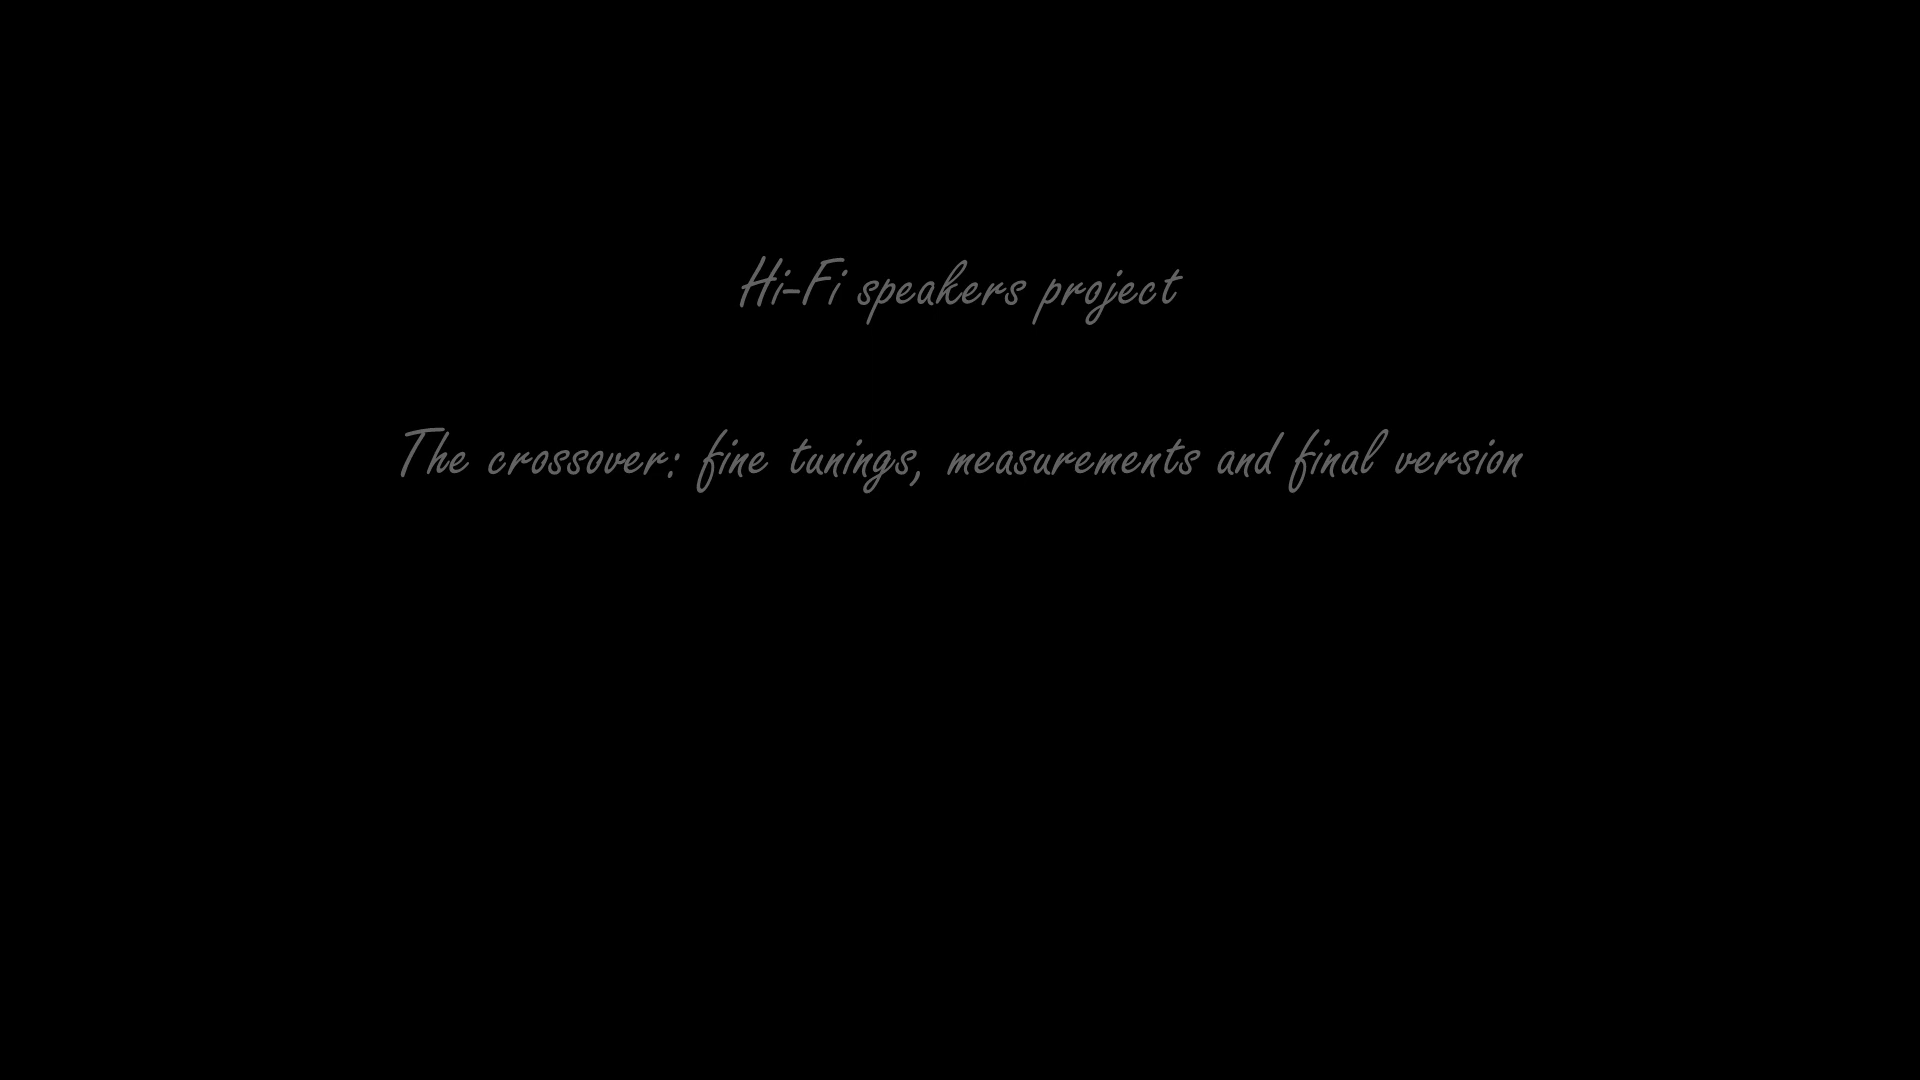 Hi-Fi speakers project
The crossover: fine tunings, measurements and final version